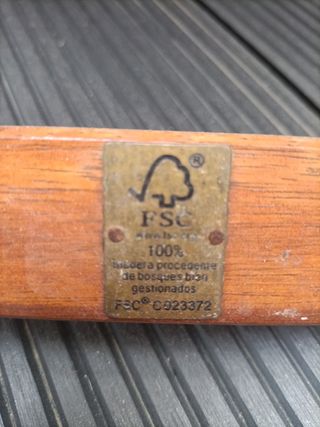 ®
FSC
100%
madera procedente
de bosques bien
gestionados
FSC® C023372